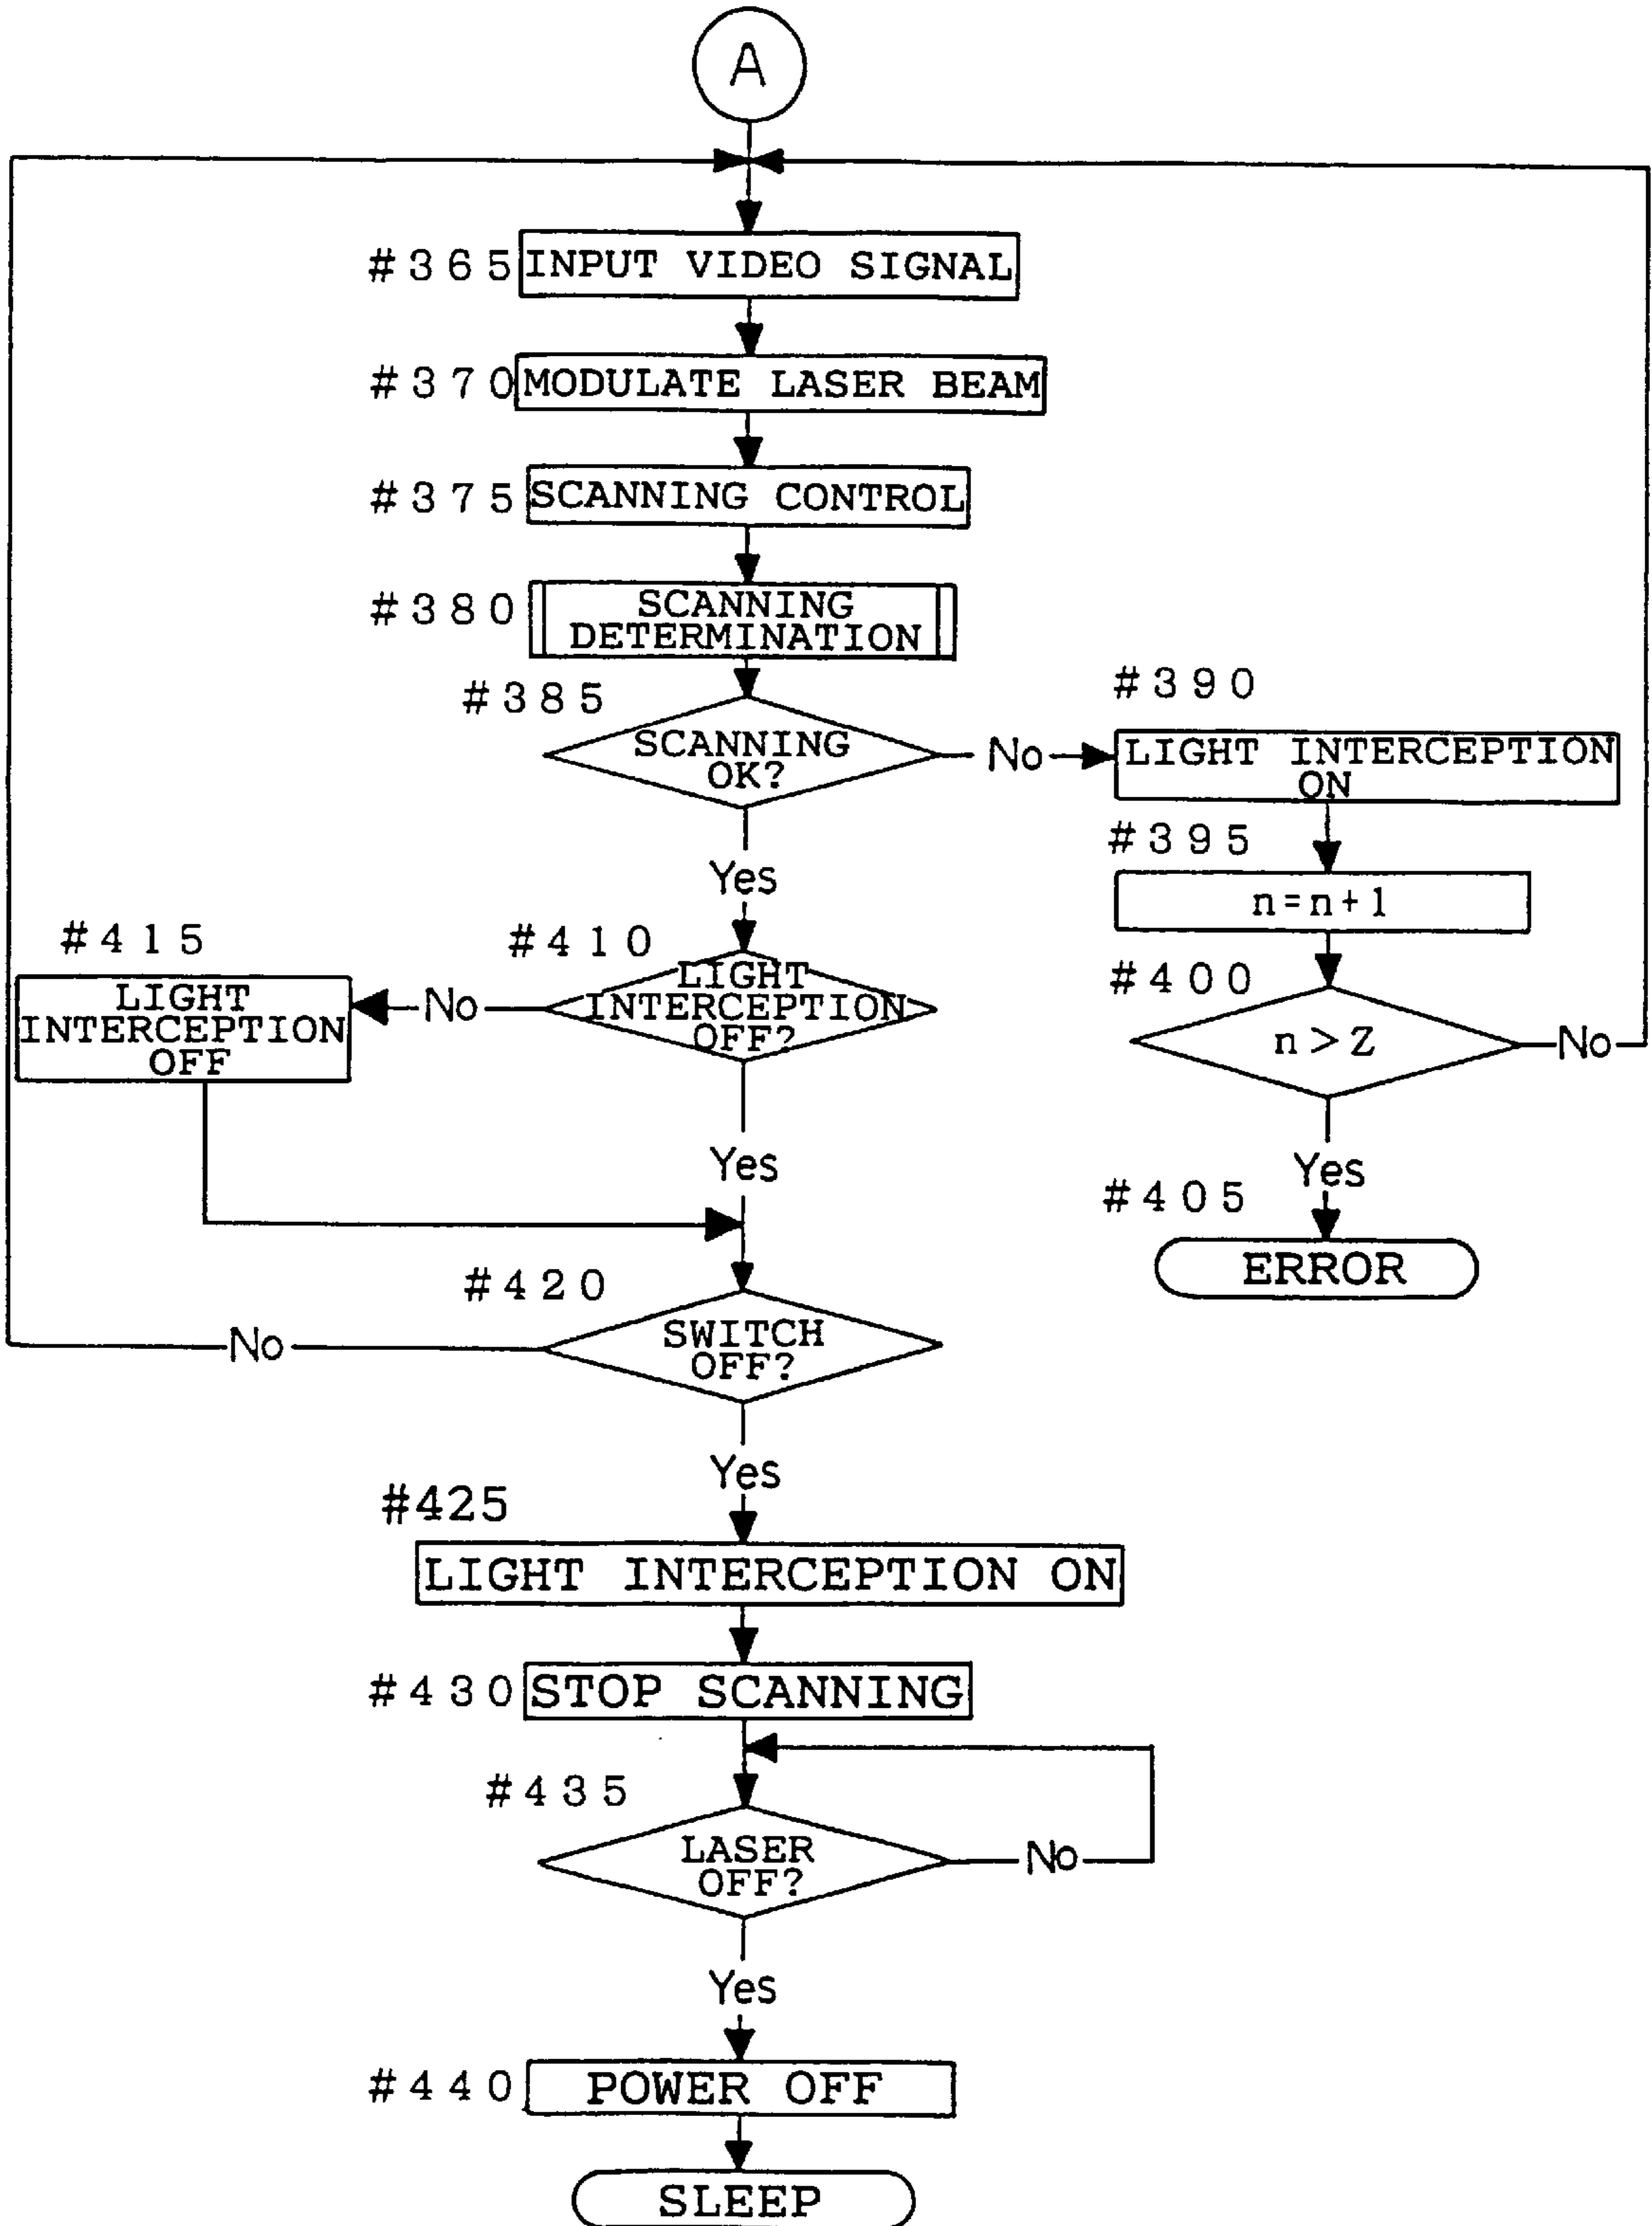 A
#365 INPUT VIDEO SIGNAL
#370 MODULATE LASER BEAM
#375 SCANNING CONTROL
#380 SCANNING
DETERMINATION
#385
SCANNING
OK?
No
#390
LIGHT INTERCEPTION
ON
#395
n=n+1
#400
n>Z
No
Yes
#405
ERROR
Yes
#410
LIGHT
INTERCEPTION
OFF?
No
#415
LIGHT
INTERCEPTION
OFF
Yes
#420
SWITCH
OFF?
No
Yes
#425
LIGHT INTERCEPTION ON
#430 STOP SCANNING
#435
LASER
OFF?
No
Yes
#440 POWER OFF
SLEEP